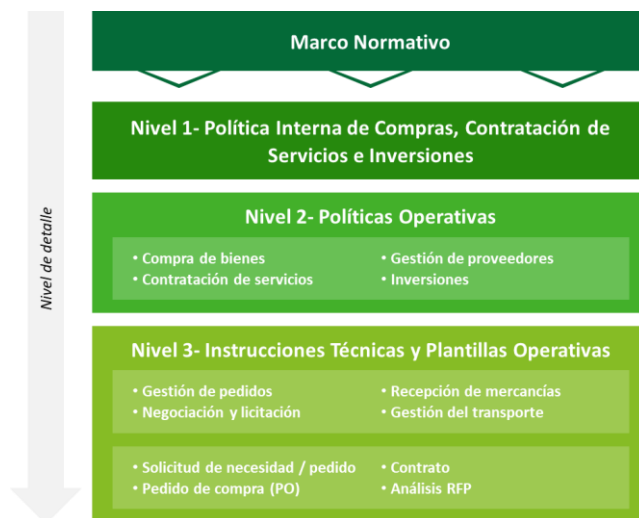 Marco Normativo
Nivel 1- Política Interna de Compras, Contratación de
Servicios e Inversiones
Nivel de detalle
Nivel 2- Políticas Operativas
• Compra de bienes
• Contratación de servicios
• Gestión de proveedores
• Inversiones
Nivel 3- Instrucciones Técnicas y Plantillas Operativas
• Gestión de pedidos
• Negociación y licitación
• Recepción de mercancías
• Gestión del transporte
• Solicitud de necesidad / pedido
• Pedido de compra (PO)
• Contrato
• Análisis RFP